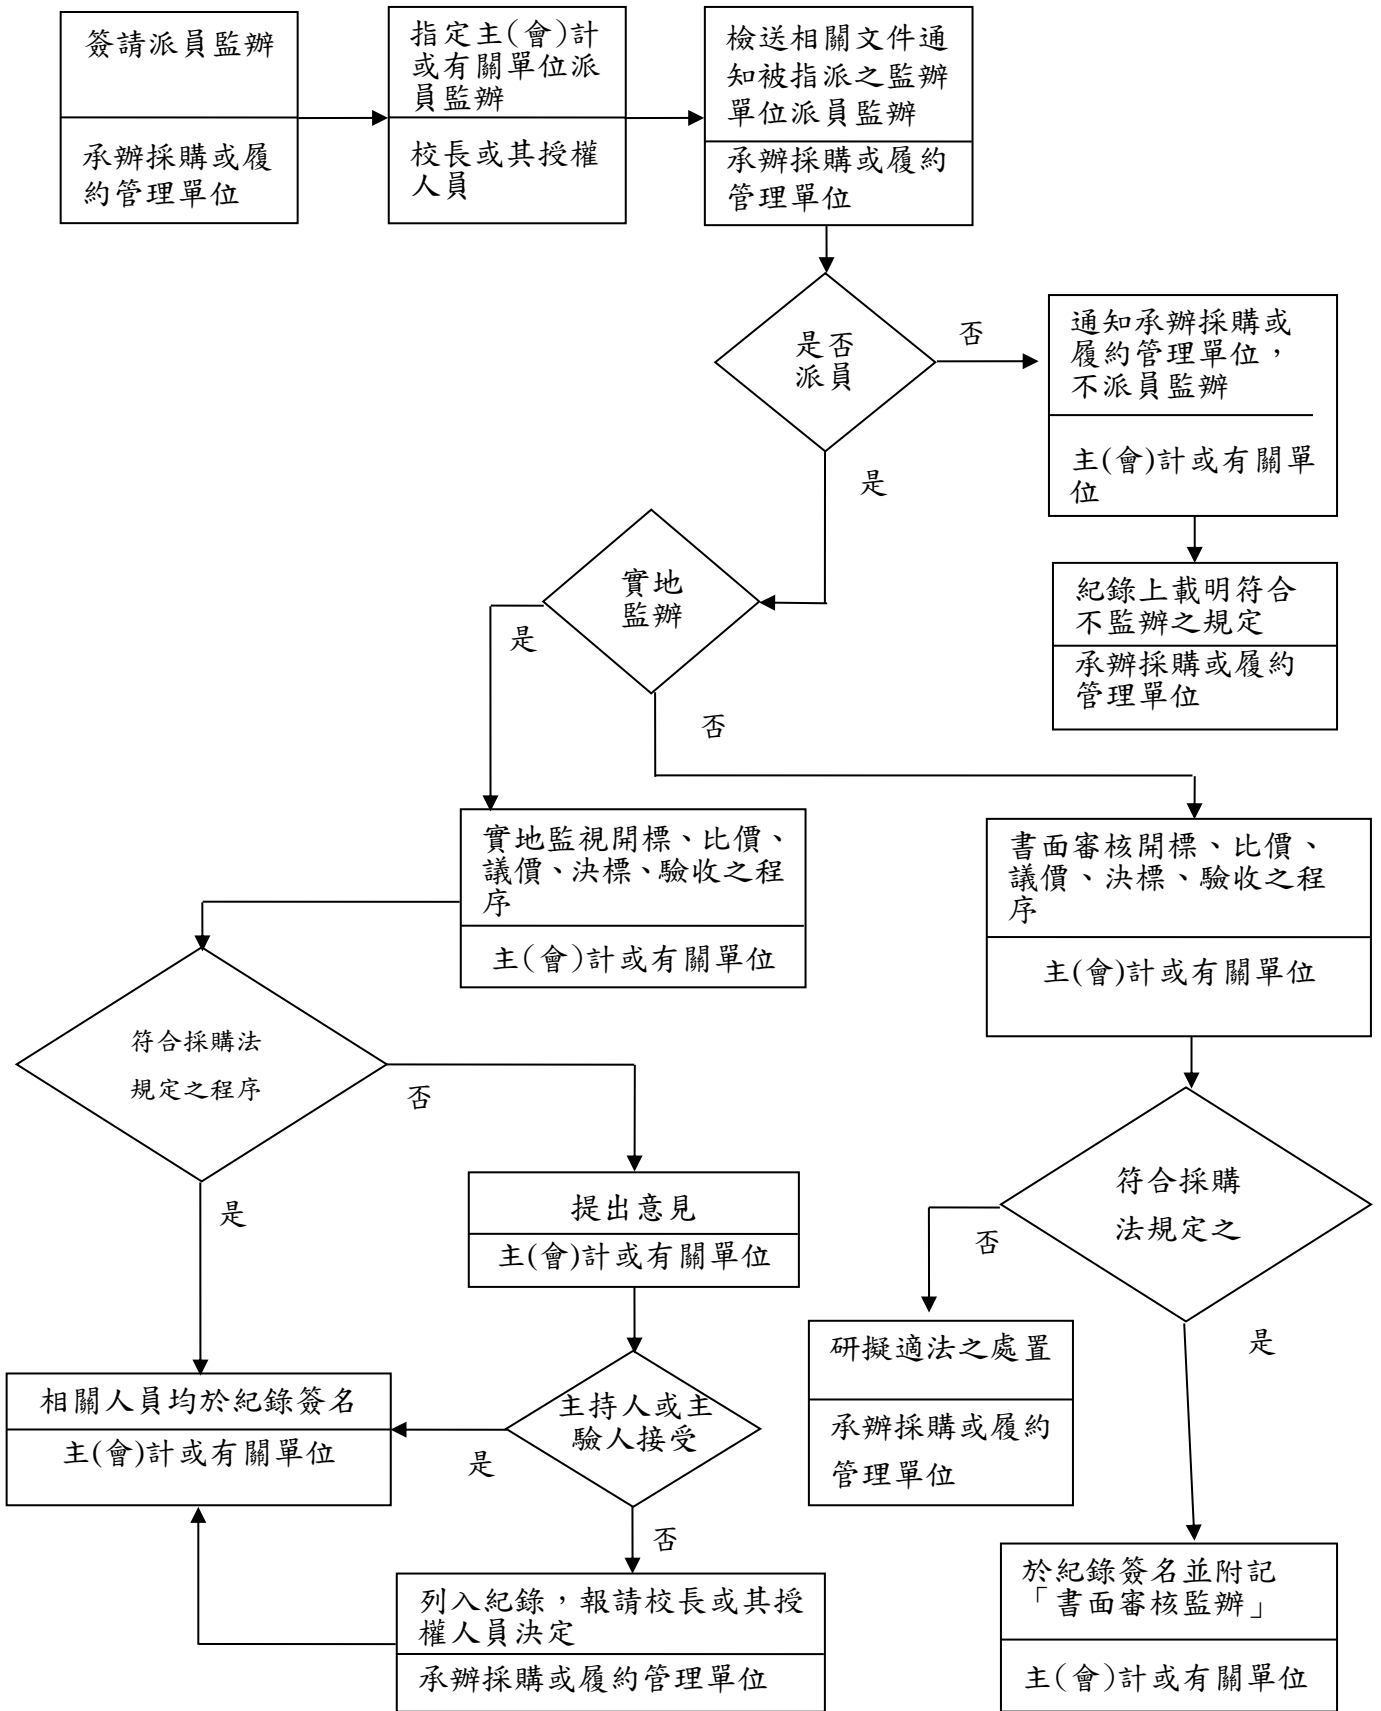 簽請派員監辦
承辦採購或履
約管理單位
指定主(會)計
或有關單位派
員監辦
校長或其授權
人員
檢送相關文件通
知被指派之監辦
單位派員監辦
承辦採購或履約
管理單位
是否
派員
否
通知承辦採購或
履約管理單位，
不派員監辦
主(會)計或有關單
位
是
實地
監辦
紀錄上載明符合
不監辦之規定
承辦採購或履約
管理單位
是
否
實地監視開標、比價、
議價、決標、驗收之程
序
主(會)計或有關單位
書面審核開標、比價、
議價、決標、驗收之程
序
主(會)計或有關單位
符合採購法
規定之程序
否
是
提出意見
主(會)計或有關單位
符合採購
法規定之
否
是
研擬適法之處置
承辦採購或履約
管理單位
相關人員均於紀錄簽名
主(會)計或有關單位
主持人或主
驗人接受
是
否
列入紀錄，報請校長或其授
權人員決定
承辦採購或履約管理單位
於紀錄簽名並附記
「書面審核監辦」
主(會)計或有關單位